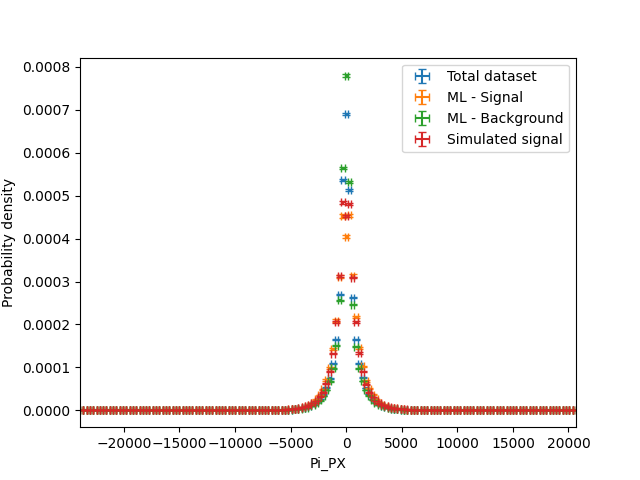 Total dataset
ML - Signal
ML - Background
Simulated signal
0.0008
0.0007
0.0006
0.0005
0.0004
0.0003
0.0002
0.0001
0.0000
Probability density
−20000 −15000 −10000 −5000 0 5000 10000 15000 20000
Pi_PX